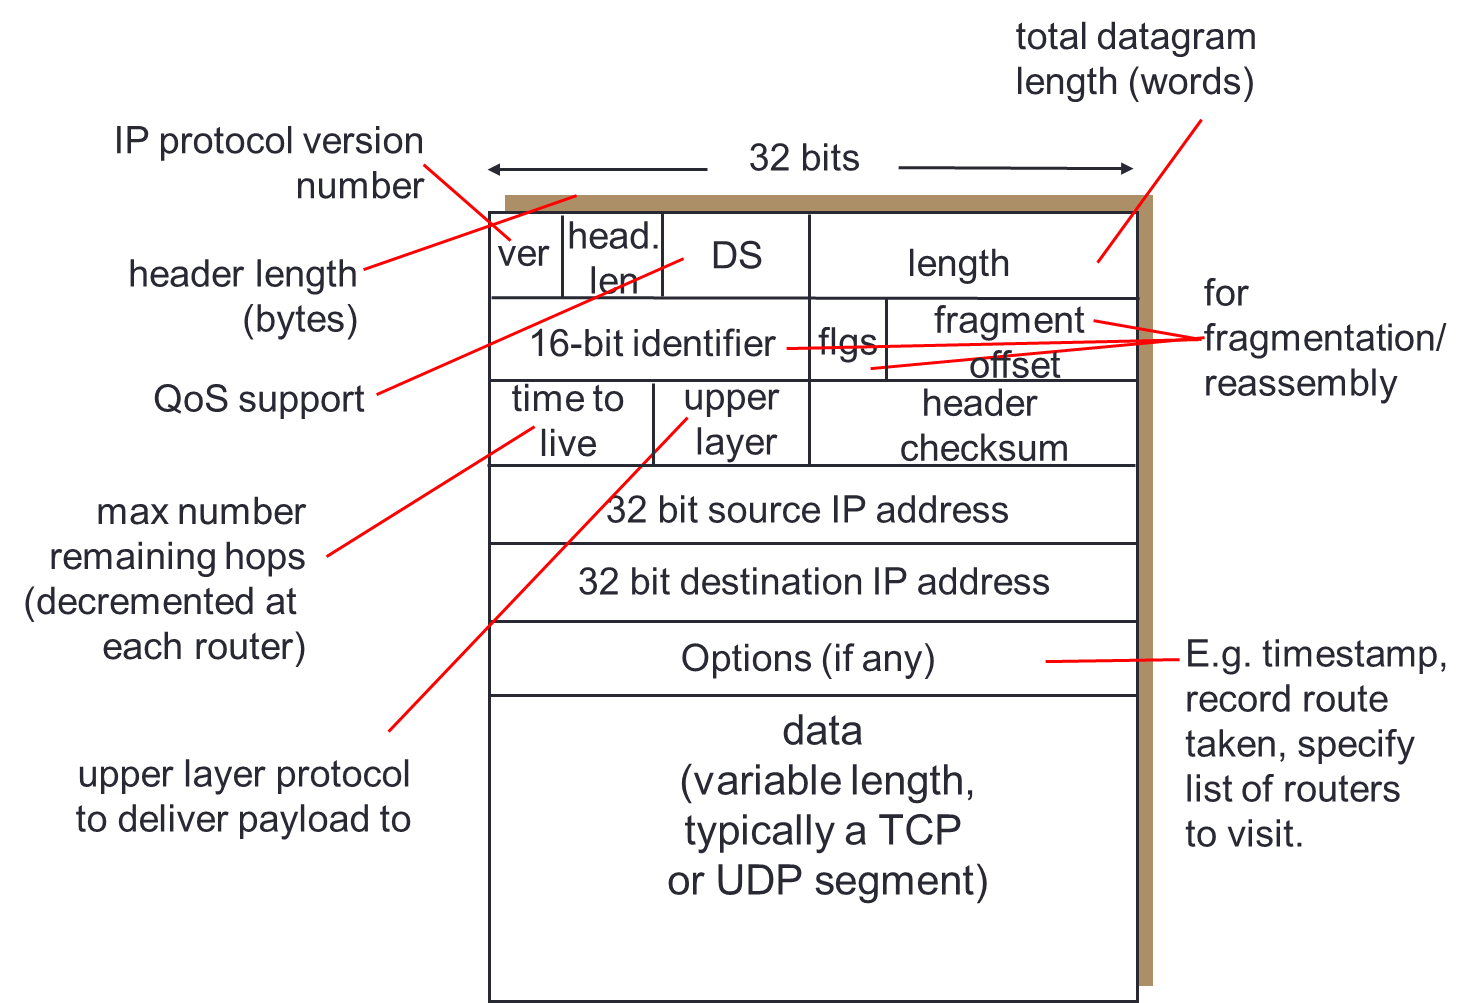 total datagram
length (words)
IP protocol version
number
32 bits
header length
(bytes)
QoS support
ver
head.
len
DS
length
16-bit identifier
flgs
fragment
offset
for
fragmentation/
reassembly
time to
live
upper
layer
header
checksum
max number
remaining hops
(decremented at
each router)
32 bit source IP address
32 bit destination IP address
Options (if any)
E.g. timestamp,
record route
taken, specify
list of routers
to visit.
upper layer protocol
to deliver payload to
data
(variable length,
typically a TCP
or UDP segment)